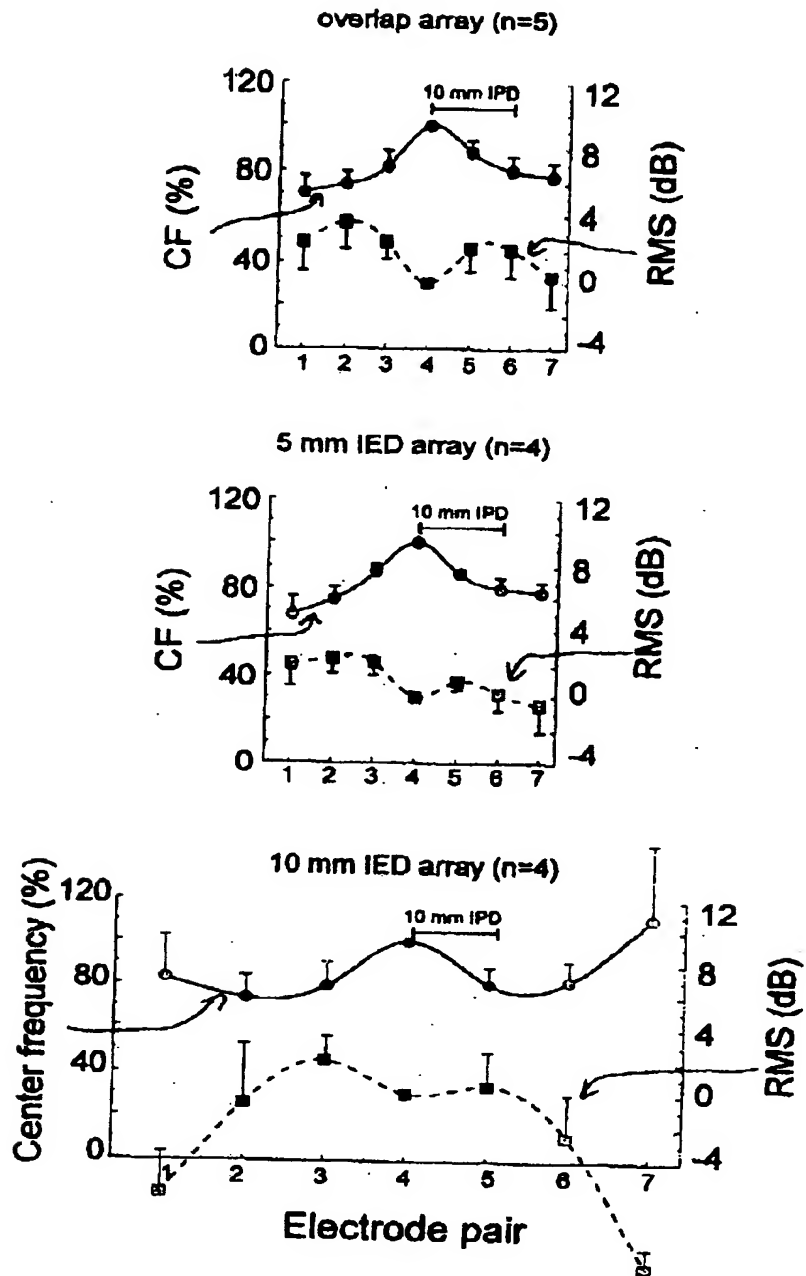 overlap array (n=5)
120
80
40
0
CF (%)
10 mm IPD
12
8
4
0
-4
RMS (dB)
1 2 3 4 5 6 7
5 mm IED array (n=4)
120
80
40
0
CF (%)
10 mm IPD
12
8
4
0
-4
RMS (dB)
1 2 3 4 5 6 7
10 mm IED array (n=4)
120
80
40
0
Center frequency (%)
10 mm IPD
12
8
4
0
-4
RMS (dB)
2 3 4 5 6 7
Electrode pair